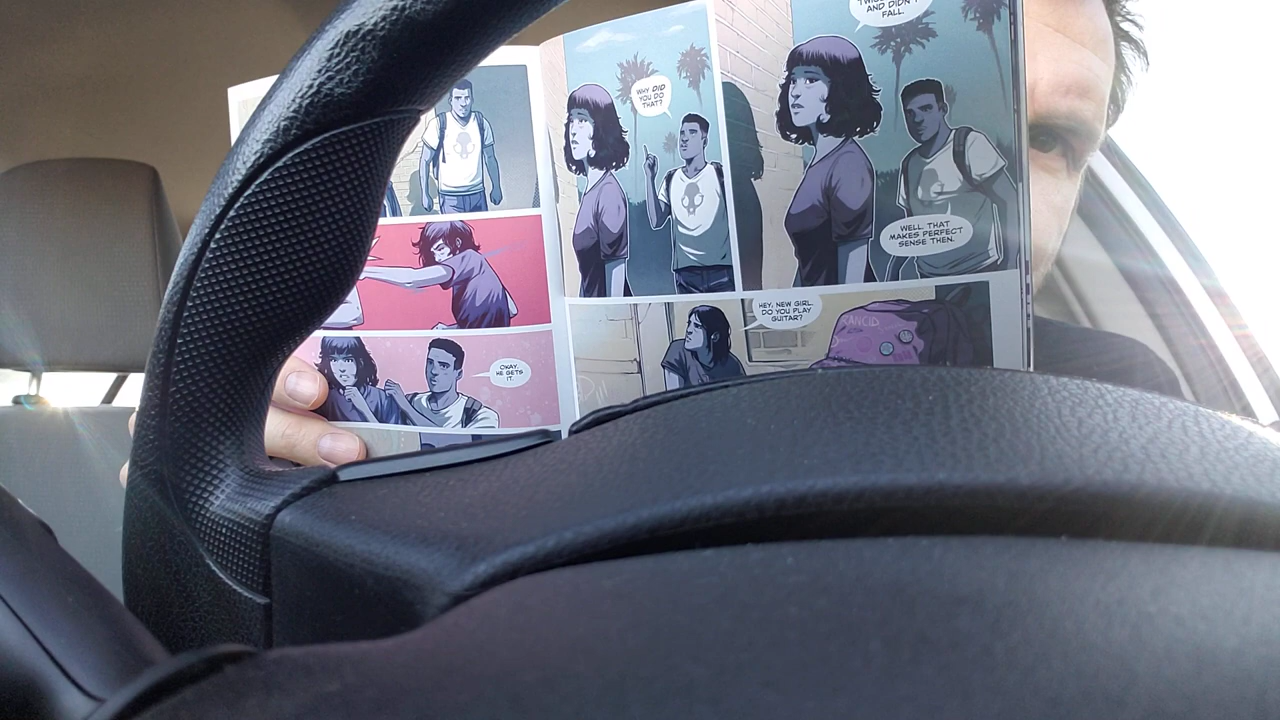 WHY DID
YOU DO
THAT?
AND DIDN'T
FALL.
WELL, THAT
MAKES PERFECT
SENSE THEN.
OKAY.
HE GETS
IT.
HEY, NEW GIRL.
DO YOU PLAY
GUITAR?
RANCID